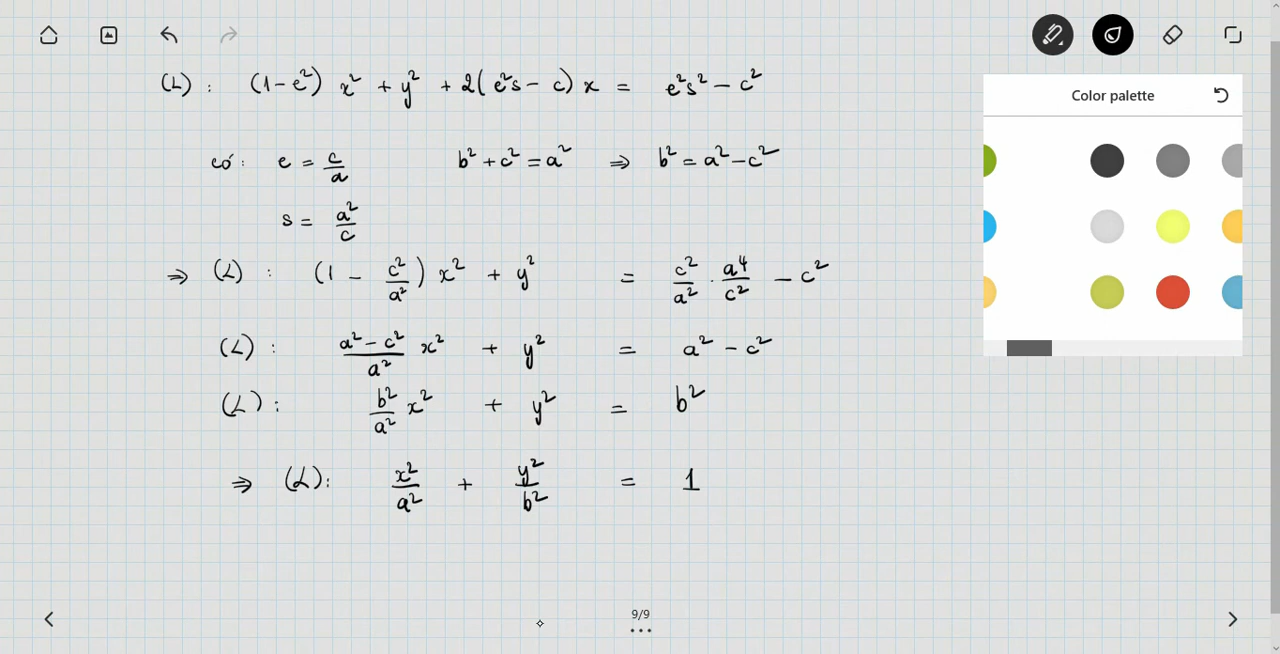 (L): (1-e²) x² + y² + 2(e²s - c) x = e²s² - c²
Color palette
có: e = c/a b² + c² = a² ⇒ b² = a² - c²
s = a²/c
⇒ (L): (1 - c²/a²) x² + y² = c²/a² . a⁴/c² - c²
(L): (a² - c²)/a² x² + y² = a² - c²
(L): b²/a² x² + y² = b²
⇒ (L): x²/a² + y²/b² = 1
9/9